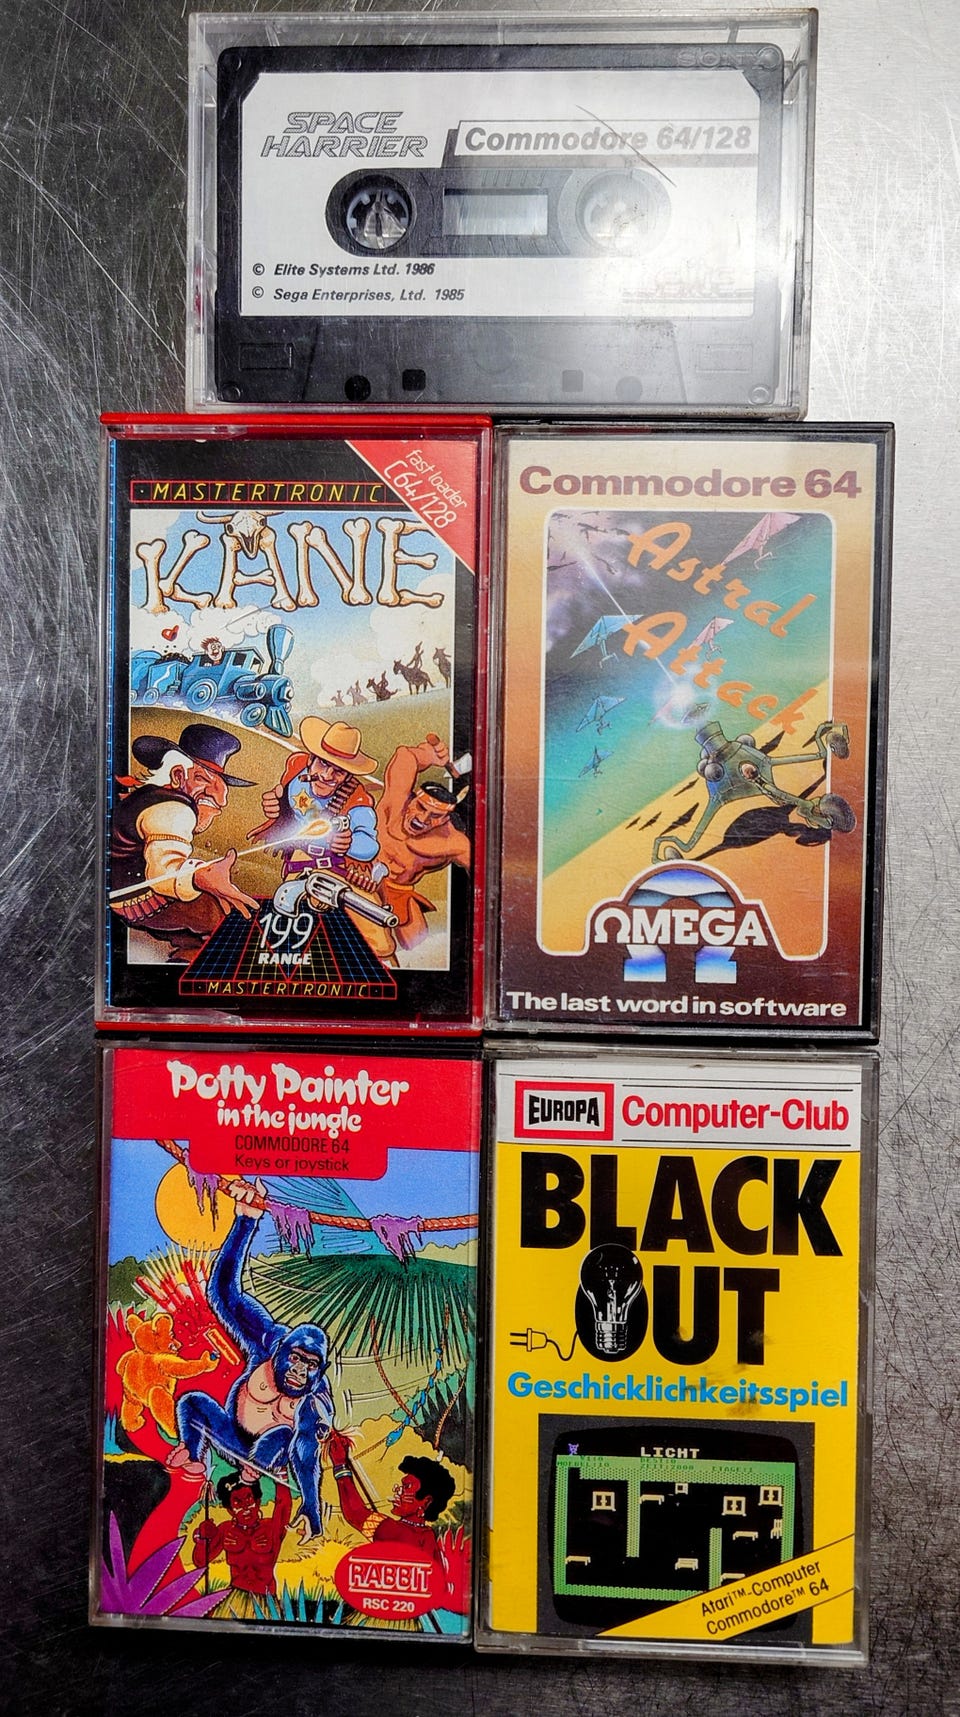 SONY
SPACE
HARRIER
Commodore 64/128
© Elite Systems Ltd. 1986
© Sega Enterprises, Ltd. 1985
MASTERTRONIC
fast loader
C64/128
KANE
199
RANGE
MASTERTRONIC
Commodore 64
Astral
Attack
ΩMEGA
The last word in software
Potty Painter
in the jungle
COMMODORE 64
Keys or joystick
RABBIT
RSC 220
EUROPA
Computer-Club
BLACK
OUT
Geschicklichkeitsspiel
LICHT
Atari™-Computer
Commodore™ 64